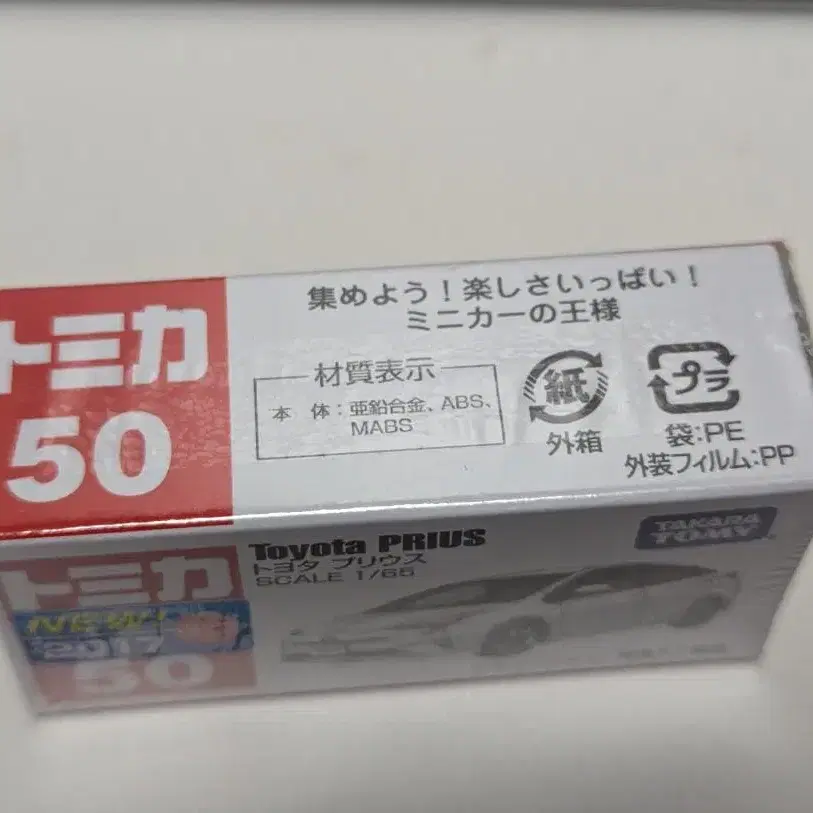 トミカ
50
集めよう！楽しさいっぱい！
ミニカーの王様
材質表示
本 体：亜鉛合金、ABS、
MABS
紙
外箱
プラ
袋：PE
外装フィルム：PP
トミカ
NEW!
2017
50
Toyota PRIUS
トヨタ プリウス
SCALE 1/65
TAKARA
TOMY